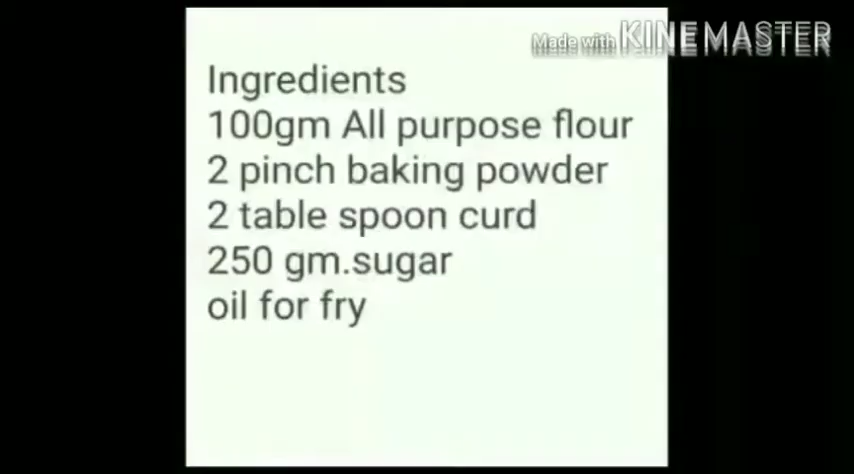 Made with KINEMASTER
Ingredients
100gm All purpose flour
2 pinch baking powder
2 table spoon curd
250 gm.sugar
oil for fry